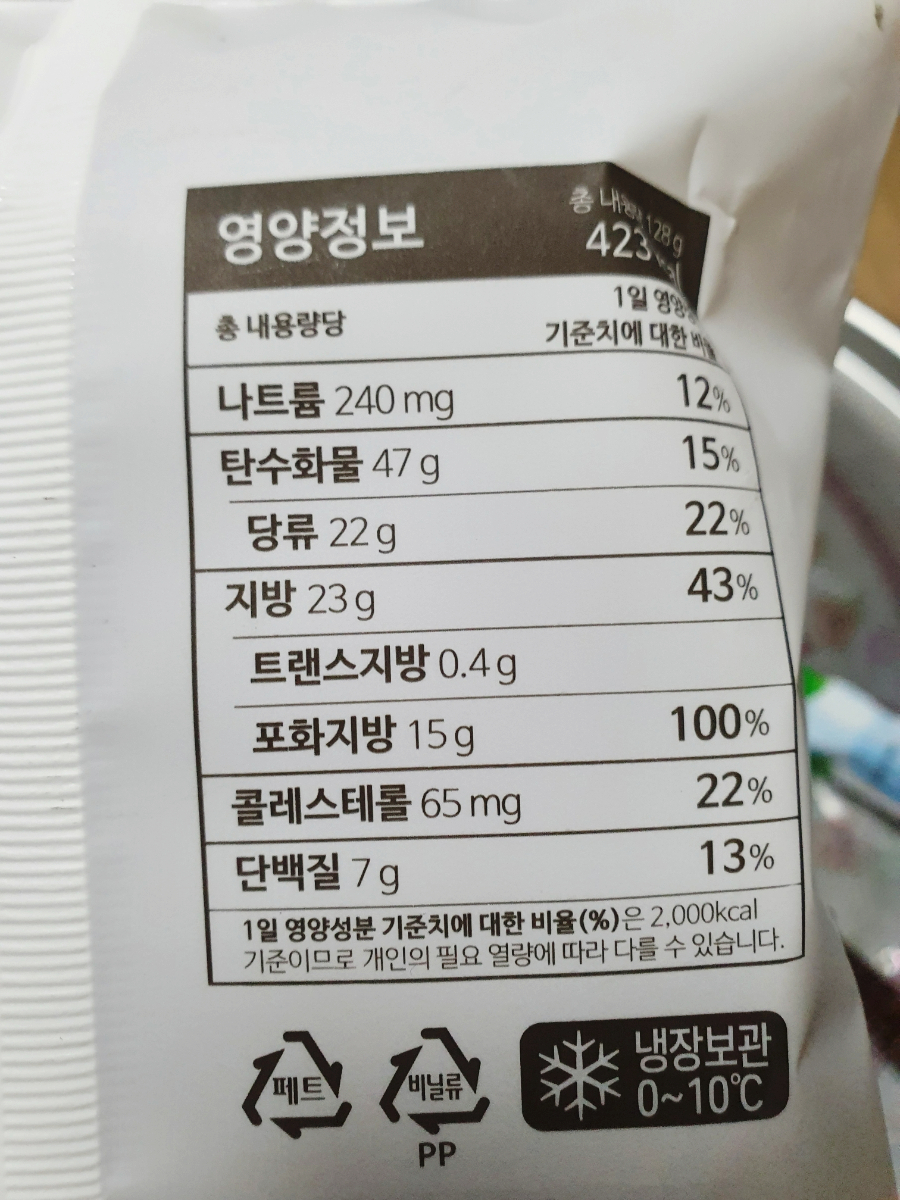 영양정보
총 내용량 128 g
423 kcal
총 내용량당
1일 영양
기준치에 대한 비율
나트륨 240 mg 12%
탄수화물 47 g 15%
당류 22 g 22%
지방 23 g 43%
트랜스지방 0.4 g
포화지방 15 g 100%
콜레스테롤 65 mg 22%
단백질 7 g 13%
1일 영양성분 기준치에 대한 비율(%)은 2,000kcal
기준이므로 개인의 필요 열량에 따라 다를 수 있습니다.
페트
비닐류
PP
냉장보관
0~10℃